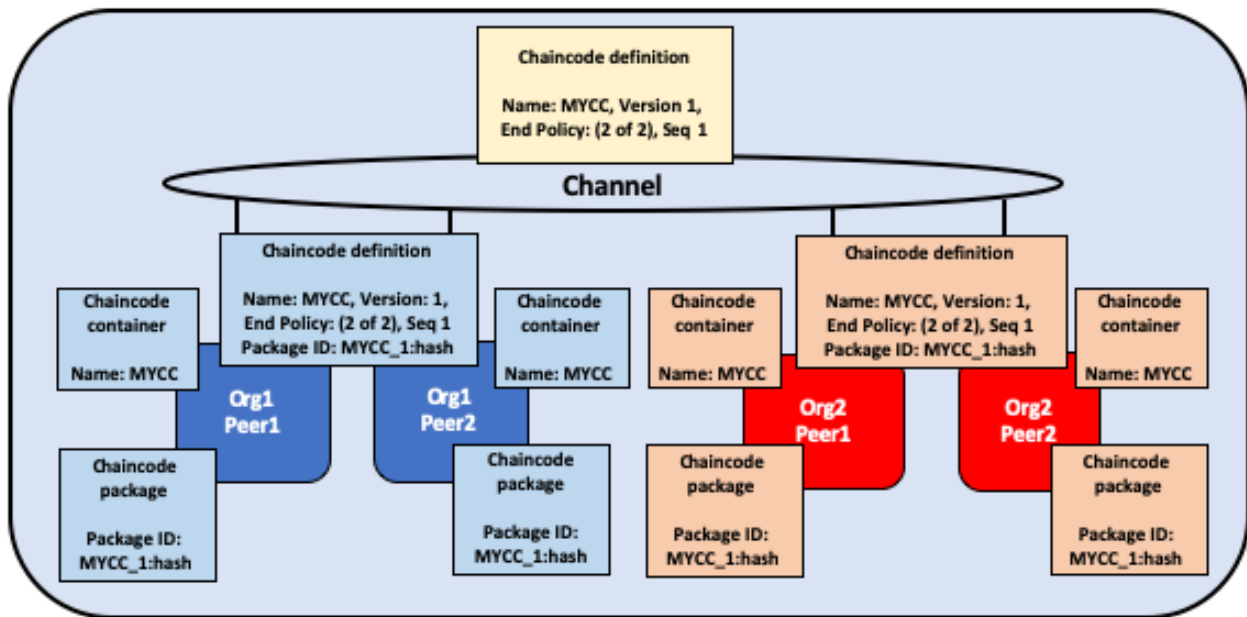 Chaincode definition
Name: MYCC, Version 1,
End Policy: (2 of 2), Seq 1
Channel
Chaincode definition
Name: MYCC, Version: 1,
End Policy: (2 of 2), Seq 1
Package ID: MYCC_1:hash
Chaincode definition
Name: MYCC, Version: 1,
End Policy: (2 of 2), Seq 1
Package ID: MYCC_1:hash
Chaincode
container
Name: MYCC
Chaincode
container
Name: MYCC
Chaincode
container
Name: MYCC
Chaincode
container
Name: MYCC
Org1
Peer1
Org1
Peer2
Org2
Peer1
Org2
Peer2
Chaincode
package
Package ID:
MYCC_1:hash
Chaincode
package
Package ID:
MYCC_1:hash
Chaincode
package
Package ID:
MYCC_1:hash
Chaincode
package
Package ID:
MYCC_1:hash